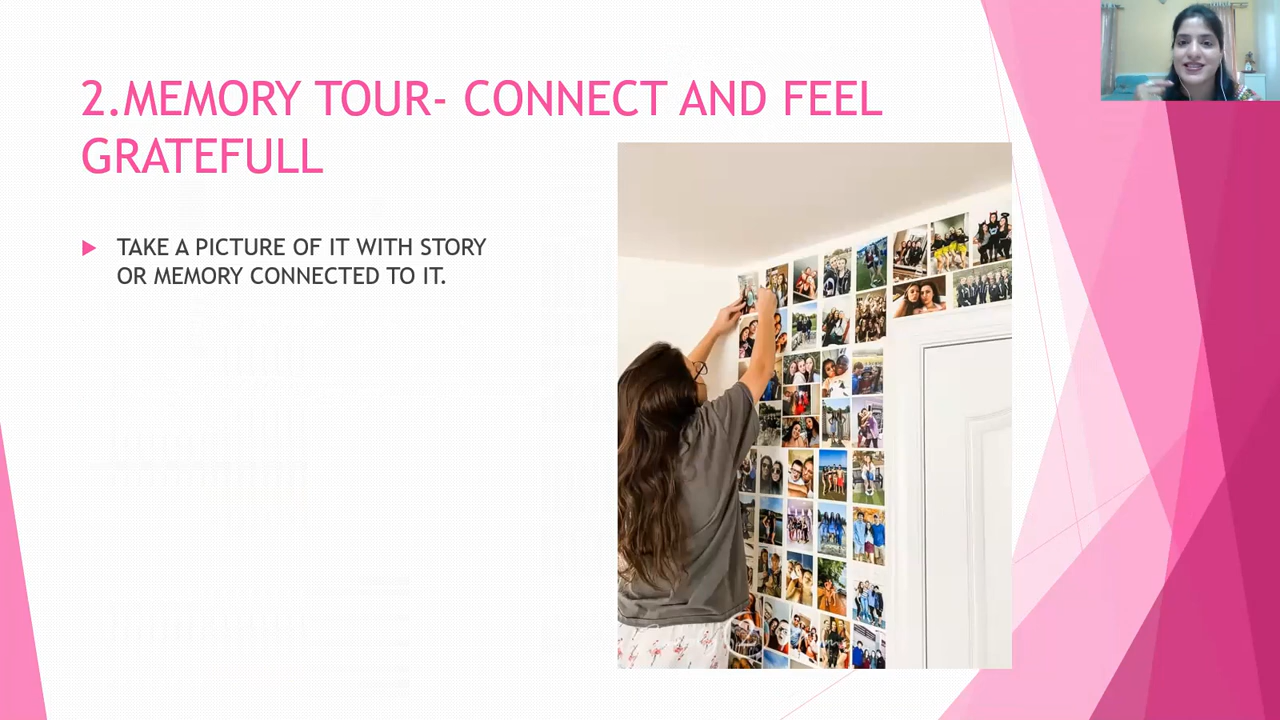 2.MEMORY TOUR- CONNECT AND FEEL
GRATEFULL
TAKE A PICTURE OF IT WITH STORY
OR MEMORY CONNECTED TO IT.